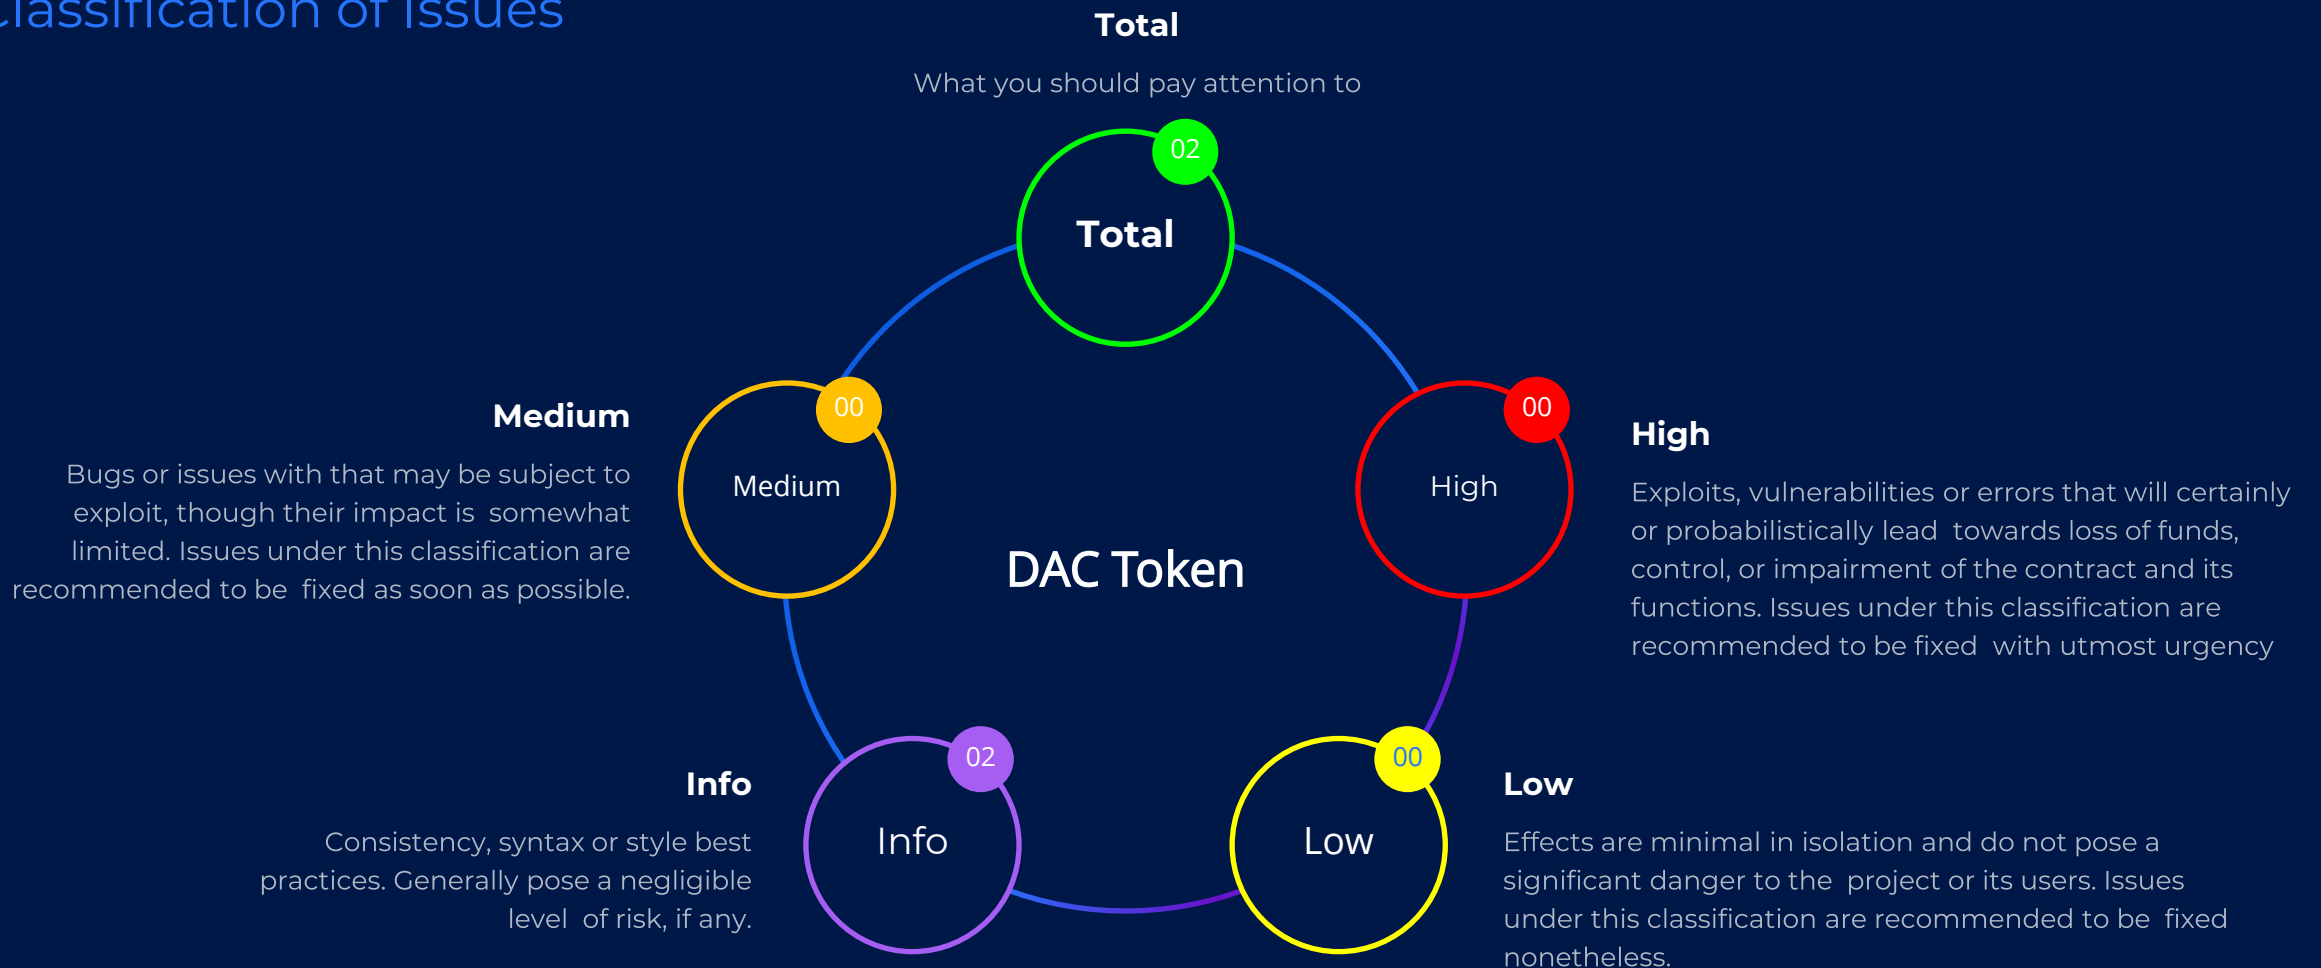 Classification of Issues
Total
What you should pay attention to
02
Total
Medium
Bugs or issues with that may be subject to
exploit, though their impact is somewhat
limited. Issues under this classification are
recommended to be fixed as soon as possible.
00
Medium
00
High
High
Exploits, vulnerabilities or errors that will certainly
or probabilistically lead towards loss of funds,
control, or impairment of the contract and its
functions. Issues under this classification are
recommended to be fixed with utmost urgency
DAC Token
Info
Consistency, syntax or style best
practices. Generally pose a negligible
level of risk, if any.
02
Info
00
Low
Low
Effects are minimal in isolation and do not pose a
significant danger to the project or its users. Issues
under this classification are recommended to be fixed
nonetheless.